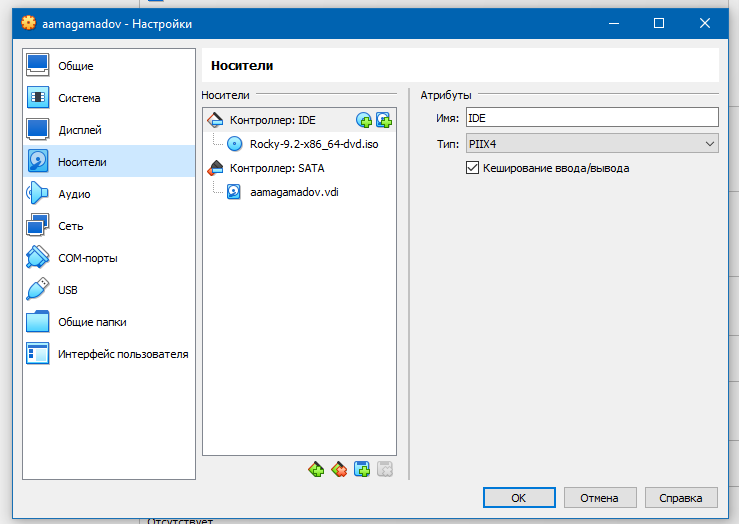 aamagamadov - Настройки
Общие
Система
Дисплей
Носители
Аудио
Сеть
COM-порты
USB
Общие папки
Интерфейс пользователя
Носители
Носители
Контроллер: IDE
Rocky-9.2-x86_64-dvd.iso
Контроллер: SATA
aamagamadov.vdi
Атрибуты
Имя: IDE
Тип: PIIX4
Кеширование ввода/вывода
OK Отмена Справка
Отсутствует